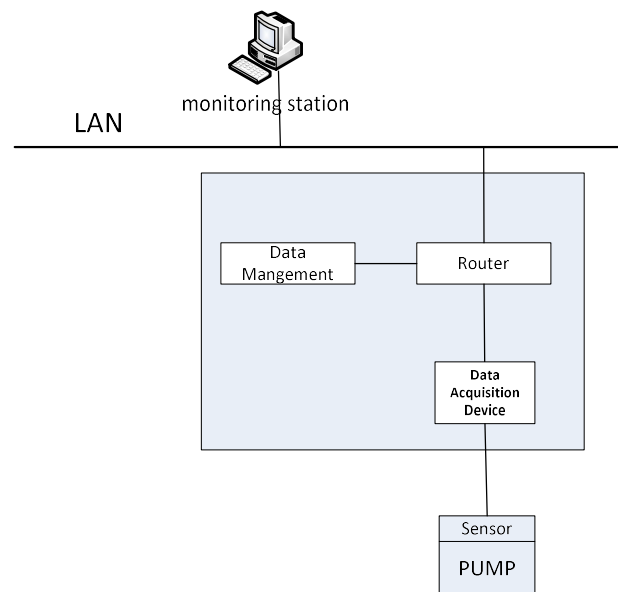 monitoring station
LAN
Data
Mangement
Router
Data
Acquisition
Device
Sensor
PUMP